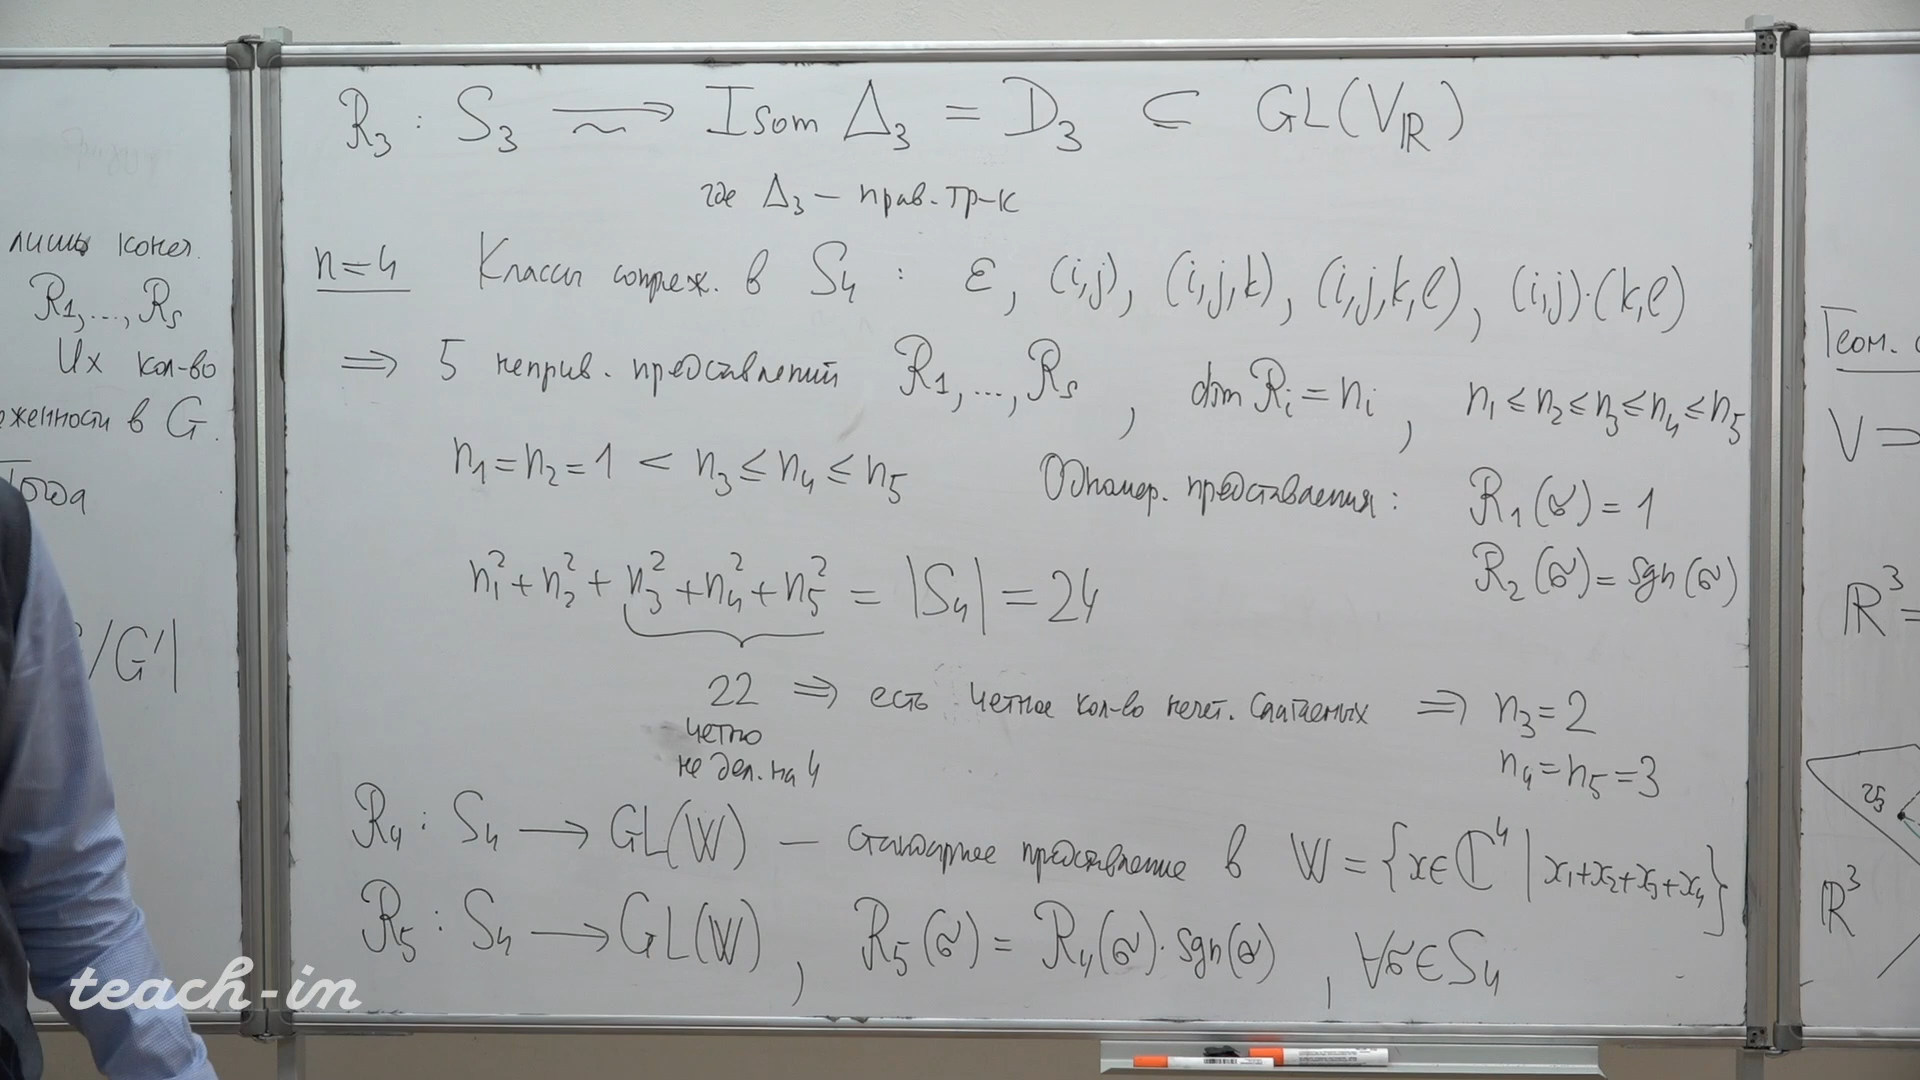 лишь конеч.
R₁,...,Rₛ
Их кол-во
женности в G.
Тогда
/G'|
R₃ : S₃ ⥲ Isom Δ₃ = D₃ ⊂ GL(V_ℝ)
где Δ₃ — прав. тр-к
n=4 Классы сопряж. в S₄ : ε, (i,j), (i,j,k), (i,j,k,l), (i,j)·(k,l)
⟹ 5 неприв. представлений R₁,...,R₅, dim Rᵢ = nᵢ, n₁ ≤ n₂ ≤ n₃ ≤ n₄ ≤ n₅
n₁ = n₂ = 1 < n₃ ≤ n₄ ≤ n₅ Одномер. представления: R₁(σ) = 1
R₂(σ) = sgn(σ)
n₁² + n₂² + n₃² + n₄² + n₅² = |S₄| = 24
22 ⟹ есть четное кол-во нечет. слагаемых ⟹ n₃ = 2
четно
не дел. на 4
n₄ = n₅ = 3
R₄ : S₄ ⟶ GL(W) — стандартное представление в W = {x ∈ ℂ⁴ | x₁+x₂+x₃+x₄}
R₅ : S₄ ⟶ GL(W), R₅(σ) = R₄(σ)·sgn(σ), ∀σ ∈ S₄
Геом.
V ⟹
ℝ³ =
v₃
ℝ³
teach-in